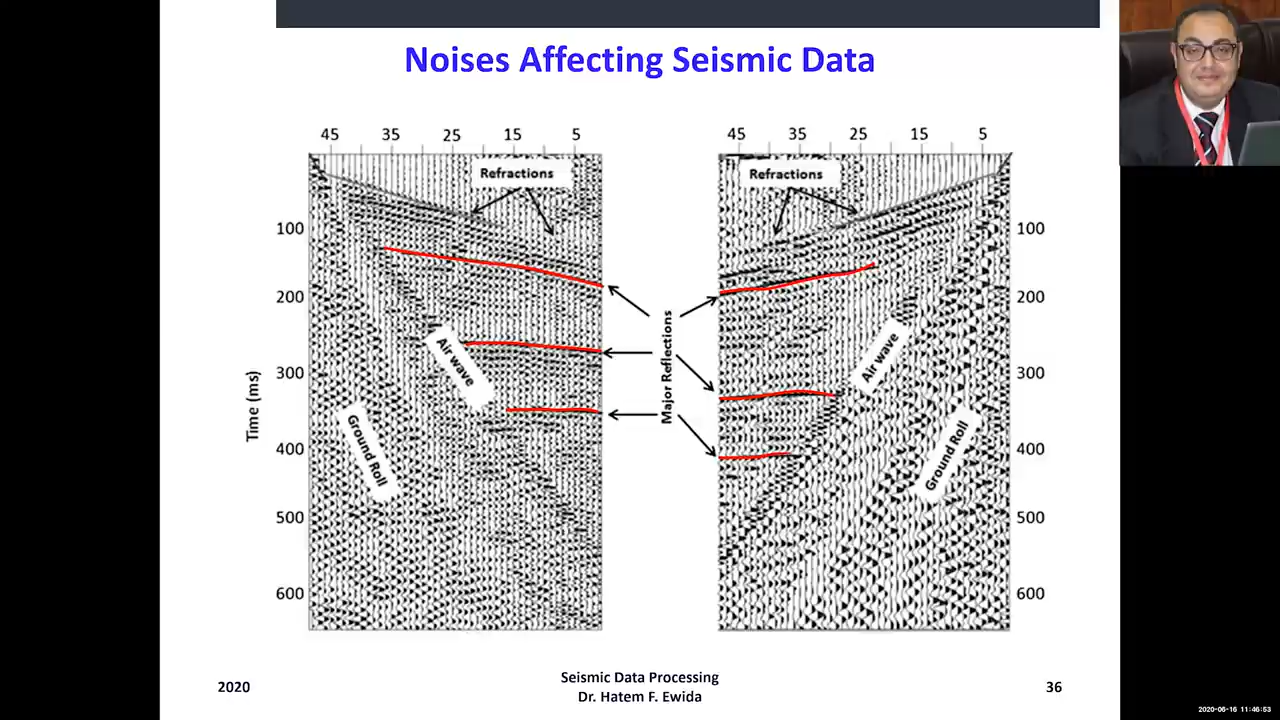 Noises Affecting Seismic Data
45 35 25 15 5
45 35 25 15 5
Refractions
Refractions
100
200
300
400
500
600
100
200
300
400
500
600
Time (ms)
Air wave
Ground Roll
Major Reflections
Air wave
Ground Roll
2020
Seismic Data Processing
Dr. Hatem F. Ewida
36
2020-06-16 11:46:53